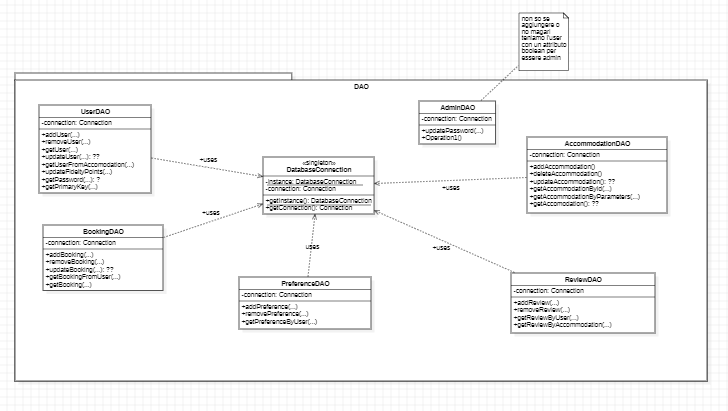 non so se
aggiungere o
no magari
teniamo l'user
con un attributo
boolean per
essere admin
DAO
UserDAO
-connection: Connection
+addUser(...)
+removeUser(...)
+getUser(...)
+updateUser(...): ??
+getUserFromAccomodation(...)
+updateFidelityPoints(...)
+getPassword(...): ?
+getPrimaryKey(...)
AdminDAO
-connection: Connection
+updatePassword(...)
+Operation1()
AccommodationDAO
-connection: Connection
+addAccommodation()
+deleteAccommodation()
+updateAccommodation(...): ??
+getAccommodationById(...)
+getAccommodationByParameters(...)
+getAccomodation(): ??
+uses
«singleton»
DatabaseConnection
-instance: DatabaseConnection
-connection: Connection
+getInstance(): DatabaseConnection
+getConnection(): Connection
+uses
+uses
BookingDAO
-connection: Connection
+addBooking(...)
+removeBooking(...)
+updateBooking(...): ??
+getBookingFromUser(...)
+getBooking(...)
uses
+uses
PreferenceDAO
-connection: Connection
+addPreference(...)
+removePreference(...)
+getPreferenceByUser(...)
ReviewDAO
-connection: Connection
+addReview(...)
+removeReview(...)
+getReviewByUser(...)
+getReviewByAccommodation(...)